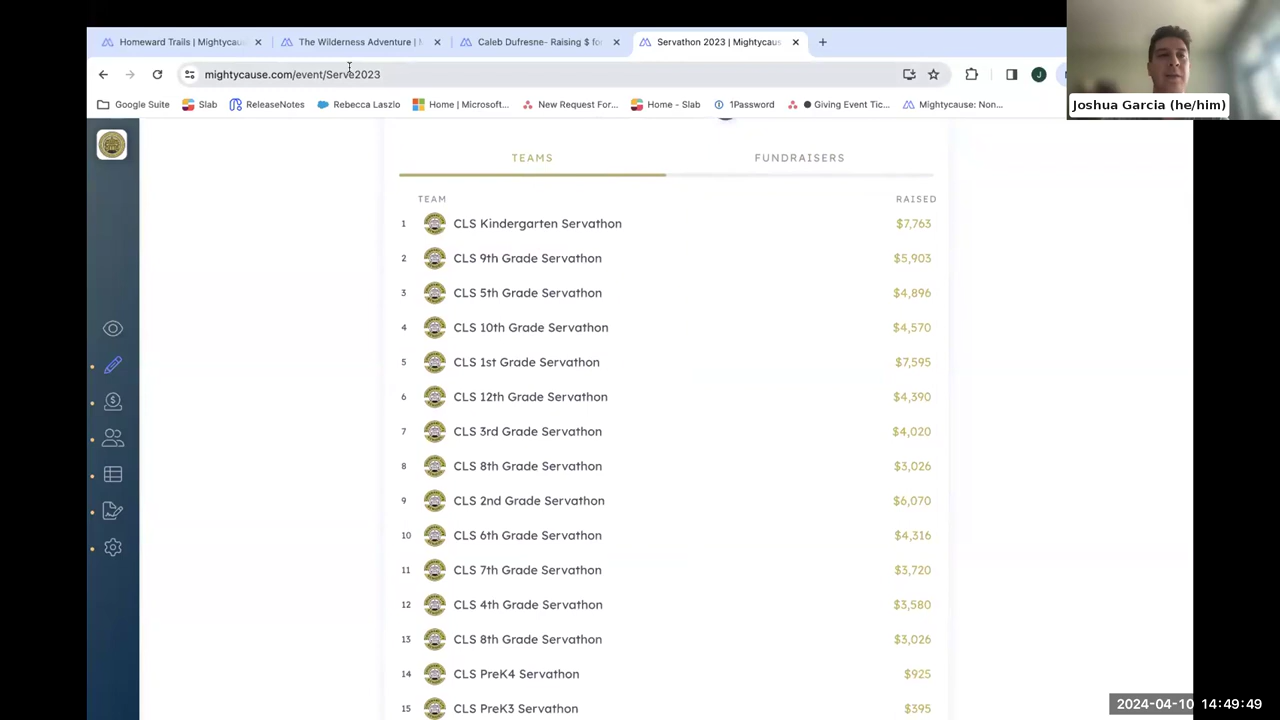 Homeward Trails | Mightycau
The Wilderness Adventure | M
Caleb Dufresne- Raising $ fo
Servathon 2023 | Mightycaus
mightycause.com/event/Serve2023
Google Suite
Slab
ReleaseNotes
Rebecca Laszlo
Home | Microsoft...
New Request For...
Home - Slab
1Password
Giving Event Tic...
Mightycause: Non...
J
Joshua Garcia (he/him)
TEAMS
FUNDRAISERS
TEAM RAISED
1 CLS Kindergarten Servathon $7,763
2 CLS 9th Grade Servathon $5,903
3 CLS 5th Grade Servathon $4,896
4 CLS 10th Grade Servathon $4,570
5 CLS 1st Grade Servathon $7,595
6 CLS 12th Grade Servathon $4,390
7 CLS 3rd Grade Servathon $4,020
8 CLS 8th Grade Servathon $3,026
9 CLS 2nd Grade Servathon $6,070
10 CLS 6th Grade Servathon $4,316
11 CLS 7th Grade Servathon $3,720
12 CLS 4th Grade Servathon $3,580
13 CLS 8th Grade Servathon $3,026
14 CLS PreK4 Servathon $925
15 CLS PreK3 Servathon $395
2024-04-10 14:49:49